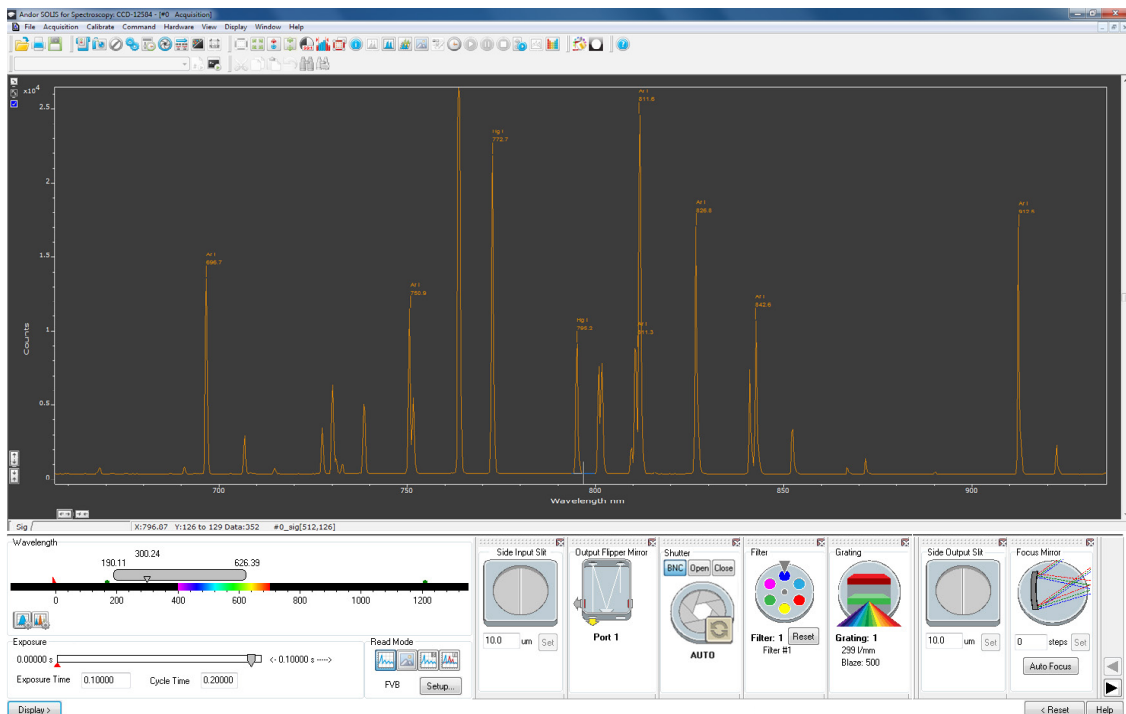 Andor SOLIS for Spectroscopy: CCD-12584 - [#0 Acquisition]
File Acquisition Calibrate Command Hardware View Display Window Help
x10⁴
2.5
2
1.5
1
0.5
0
Counts
Ar I
696.7
Ar I
750.9
Hg I
772.7
Hg I
795.2
Ar I
811.6
Ar I
811.3
Ar I
826.8
Ar I
842.6
Ar I
912.5
700
750
800
850
900
Wavelength nm
Sig
X:796.87 Y:126 to 129 Data:352 #0_sig[512,126]
Wavelength
300.24
190.11 626.39
0 200 400 600 800 1000 1200
Exposure
0.00000 s <- 0.10000 s ---->
Exposure Time 0.10000 Cycle Time 0.20000
Read Mode
FVB Setup...
Side Input Slit
10.0 um Set
Output Flipper Mirror
Port 1
Shutter
BNC Open Close
AUTO
Filter
Filter: 1 Reset
Filter #1
Grating
Grating: 1
299 l/mm
Blaze: 500
Side Output Slit
10.0 um Set
Focus Mirror
0 steps Set
Auto Focus
Display >
< Reset Help